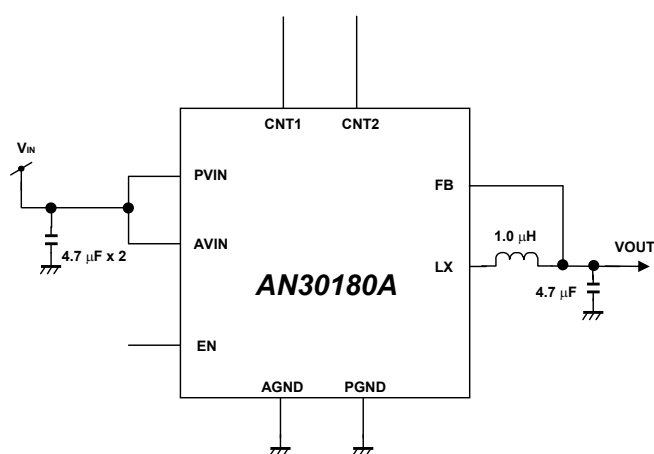 CNT1 CNT2
VIN
PVIN
FB
1.0 μH
VOUT
AVIN
4.7 μF x 2
LX
AN30180A
4.7 μF
EN
AGND PGND